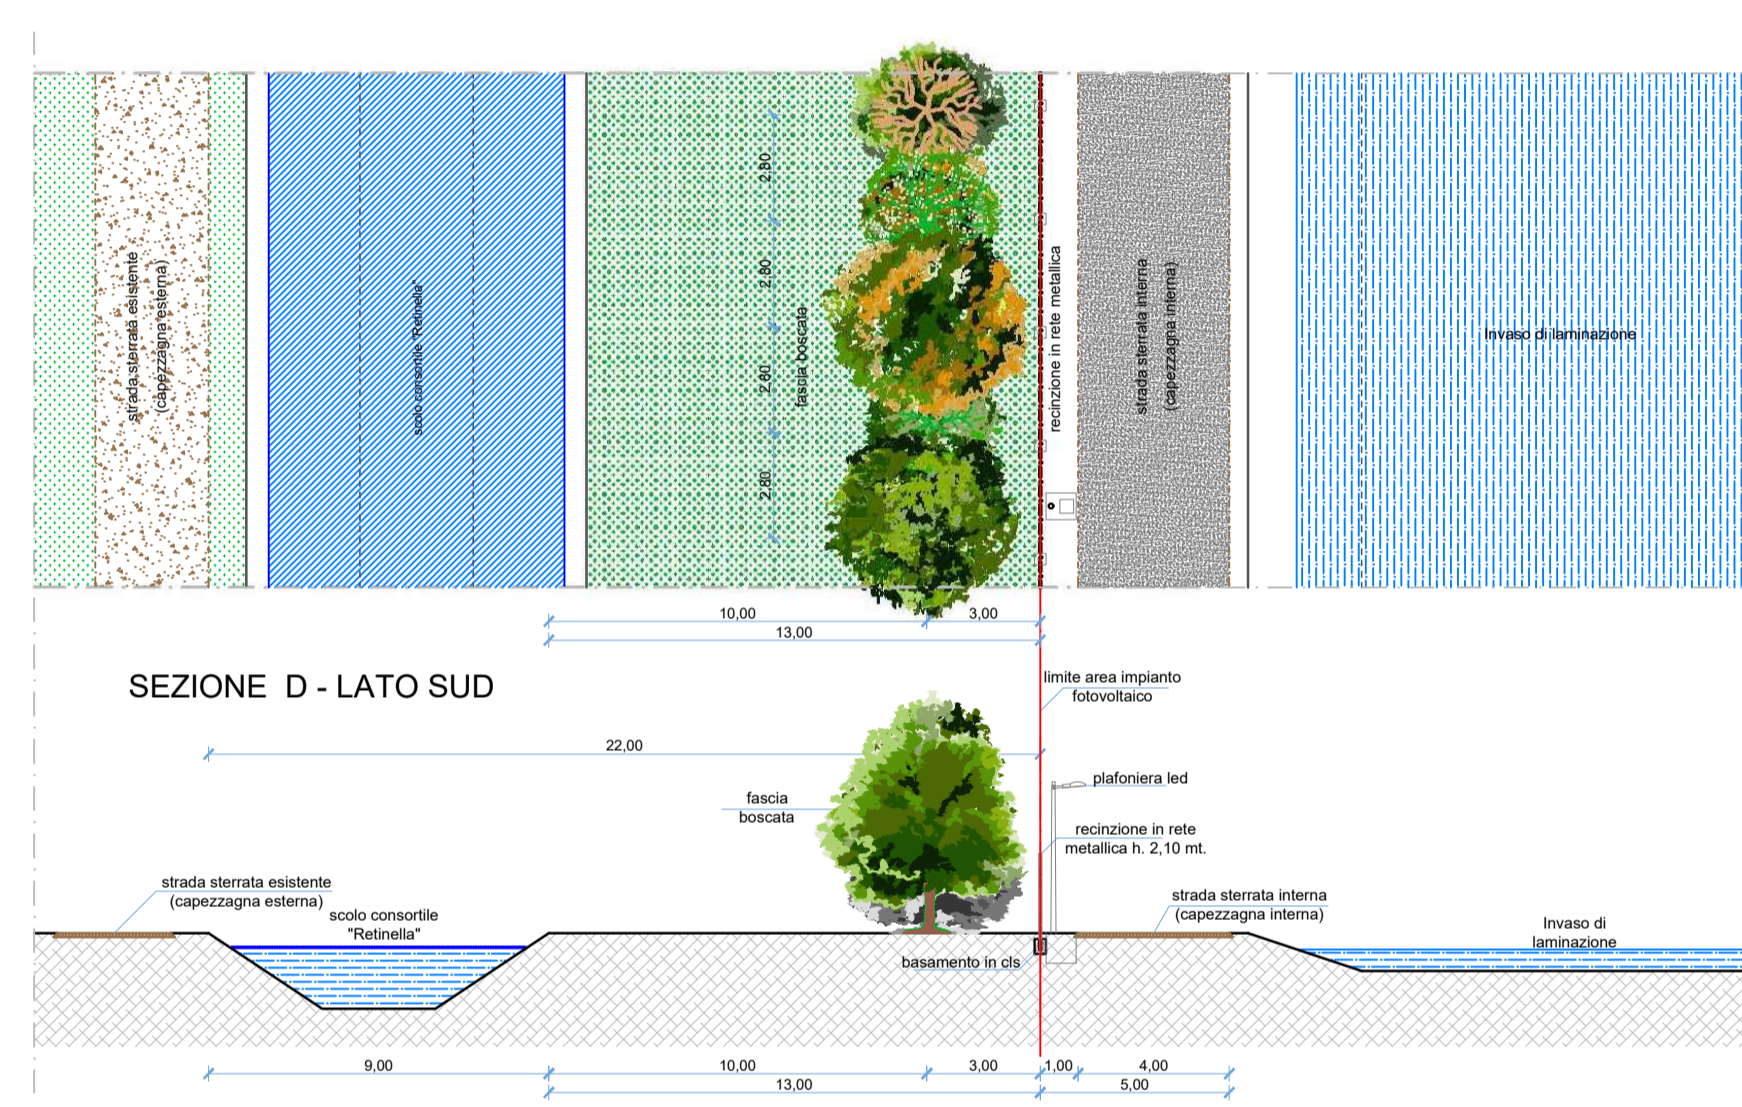 strada sterrata esistente
(capezzagna esterna)
scolo consortile "Retinella"
2,80
2,80
2,80
2,80
fascia boscata
recinzione in rete metallica
strada sterrata interna
(capezzagna interna)
Invaso di laminazione
10,00
3,00
13,00
SEZIONE D - LATO SUD
limite area impianto
fotovoltaico
22,00
plafoniera led
fascia
boscata
recinzione in rete
metallica h. 2,10 mt.
strada sterrata esistente
(capezzagna esterna)
scolo consortile
"Retinella"
strada sterrata interna
(capezzagna interna)
Invaso di
laminazione
basamento in cls
9,00
10,00
3,00
1,00
4,00
13,00
5,00